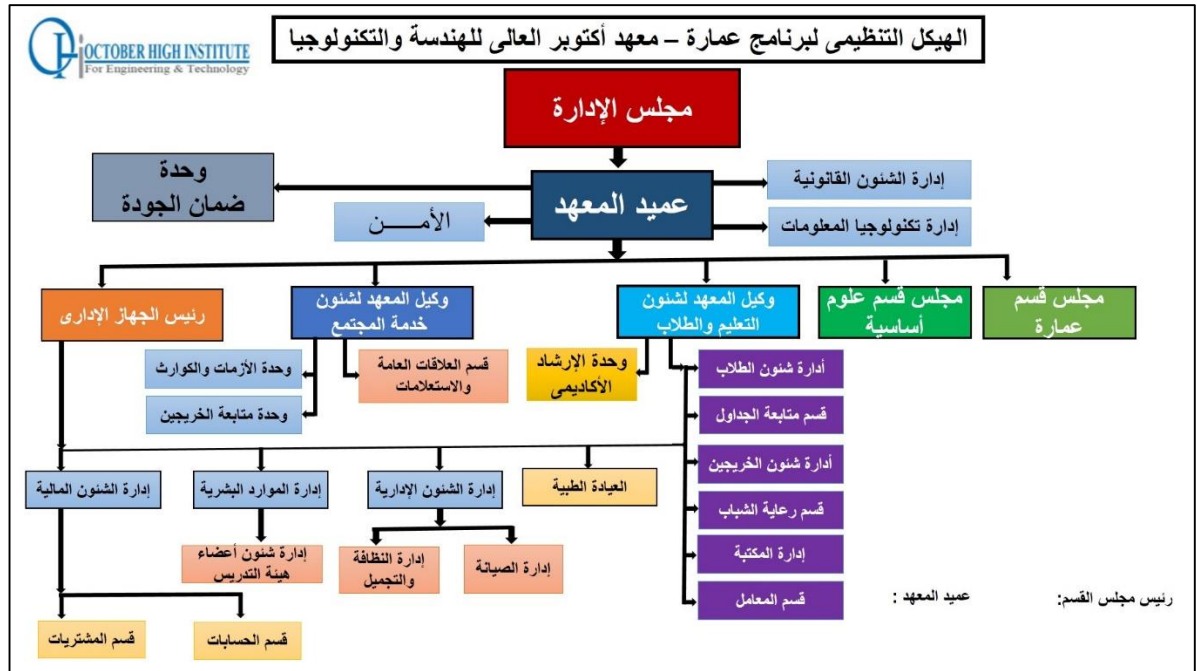 OCTOBER HIGH INSTITUTE
For Engineering & Technology
الهيكل التنظيمى لبرنامج عمارة – معهد أكتوبر العالى للهندسة والتكنولوجيا
مجلس الإدارة
عميد المعهد
إدارة الشئون القانونية
إدارة تكنولوجيا المعلومات
وحدة
ضمان الجودة
الأمــــن
مجلس قسم
عمارة
مجلس قسم علوم
أساسية
وكيل المعهد لشئون
التعليم والطلاب
وكيل المعهد لشئون
خدمة المجتمع
رئيس الجهاز الإدارى
أدارة شئون الطلاب
قسم متابعة الجداول
أدارة شئون الخريجين
قسم رعاية الشباب
إدارة المكتبة
قسم المعامل
وحدة الإرشاد
الأكاديمى
قسم العلاقات العامة
والاستعلامات
وحدة الأزمات والكوارث
وحدة متابعة الخريجين
العيادة الطبية
إدارة الشئون الإدارية
إدارة الموارد البشرية
إدارة الشئون المالية
إدارة الصيانة
إدارة النظافة
والتجميل
إدارة شئون أعضاء
هيئة التدريس
قسم الحسابات
قسم المشتريات
رئيس مجلس القسم:
عميد المعهد :